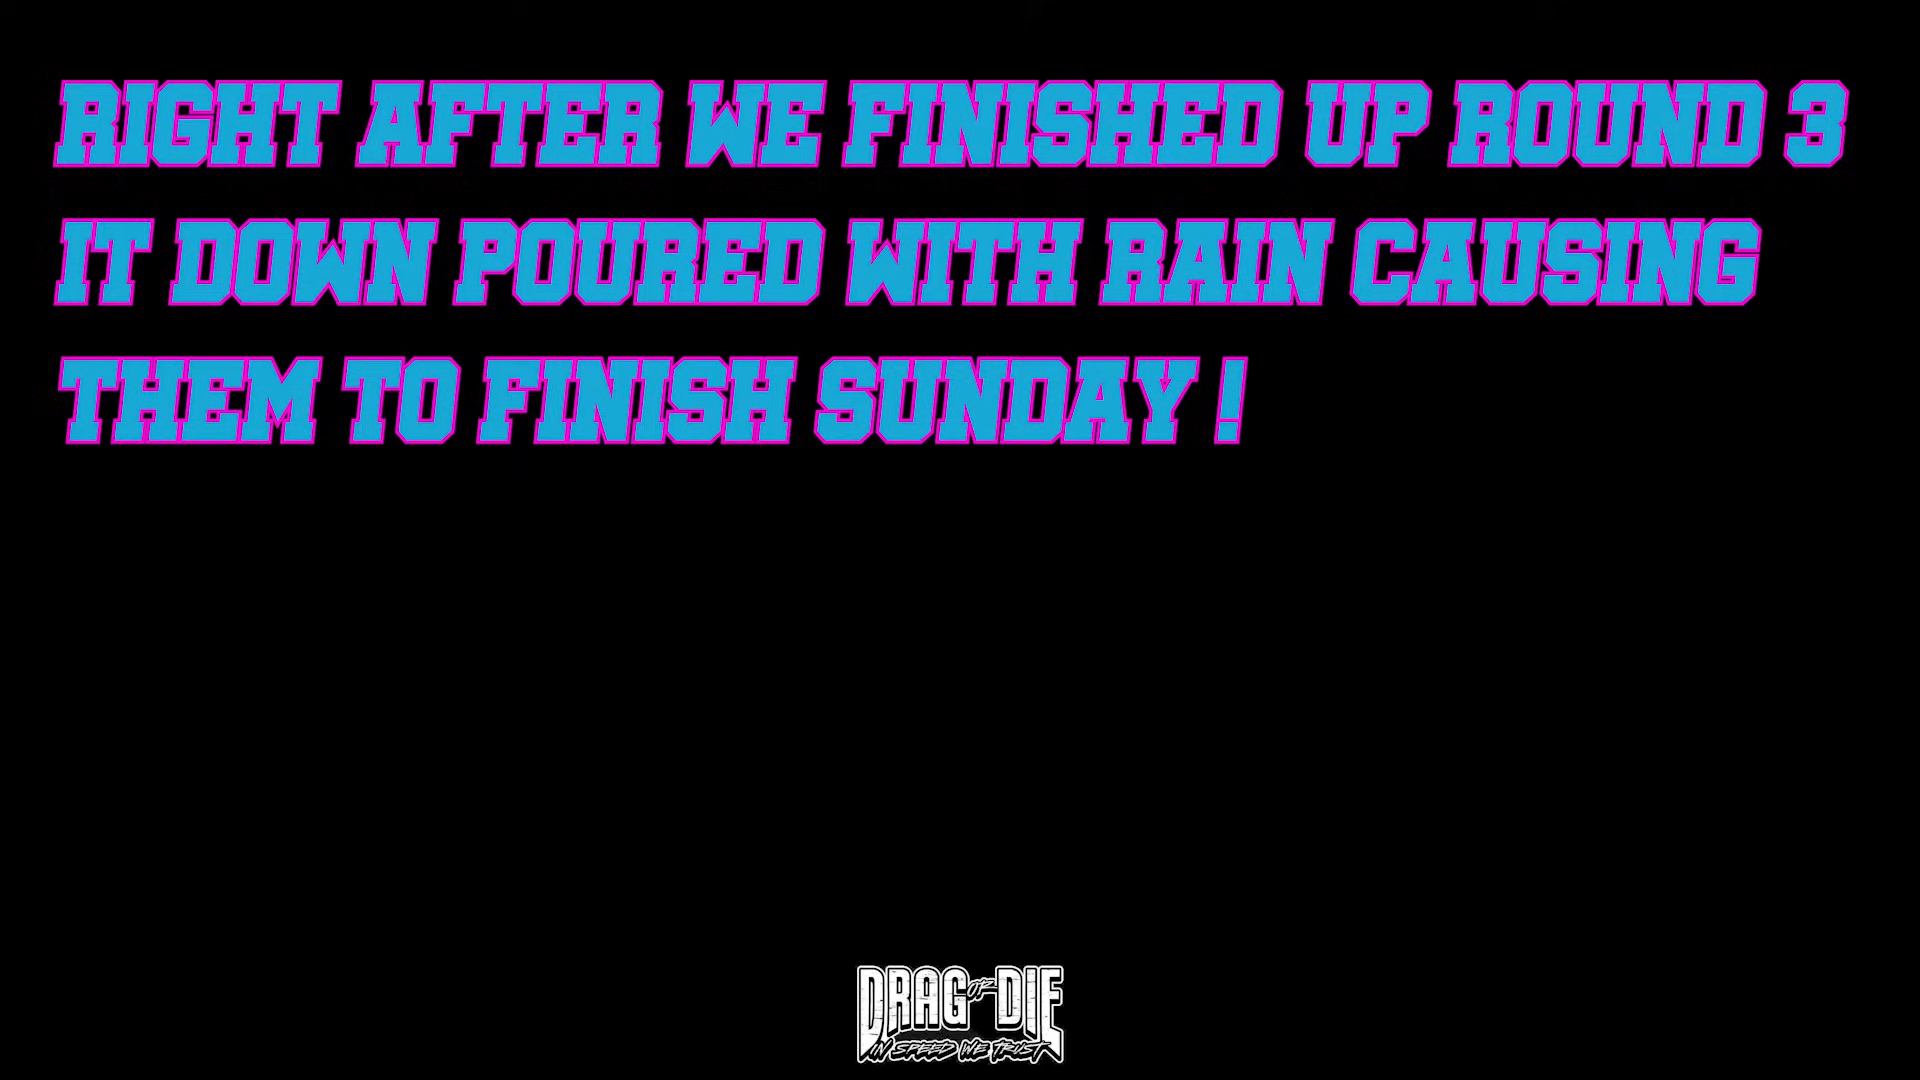 RIGHT AFTER WE FINISHED UP ROUND 3
IT DOWN POURED WITH RAIN CAUSING
THEM TO FINISH SUNDAY !
DRAG OR DIE
IN SPEED WE TRUST